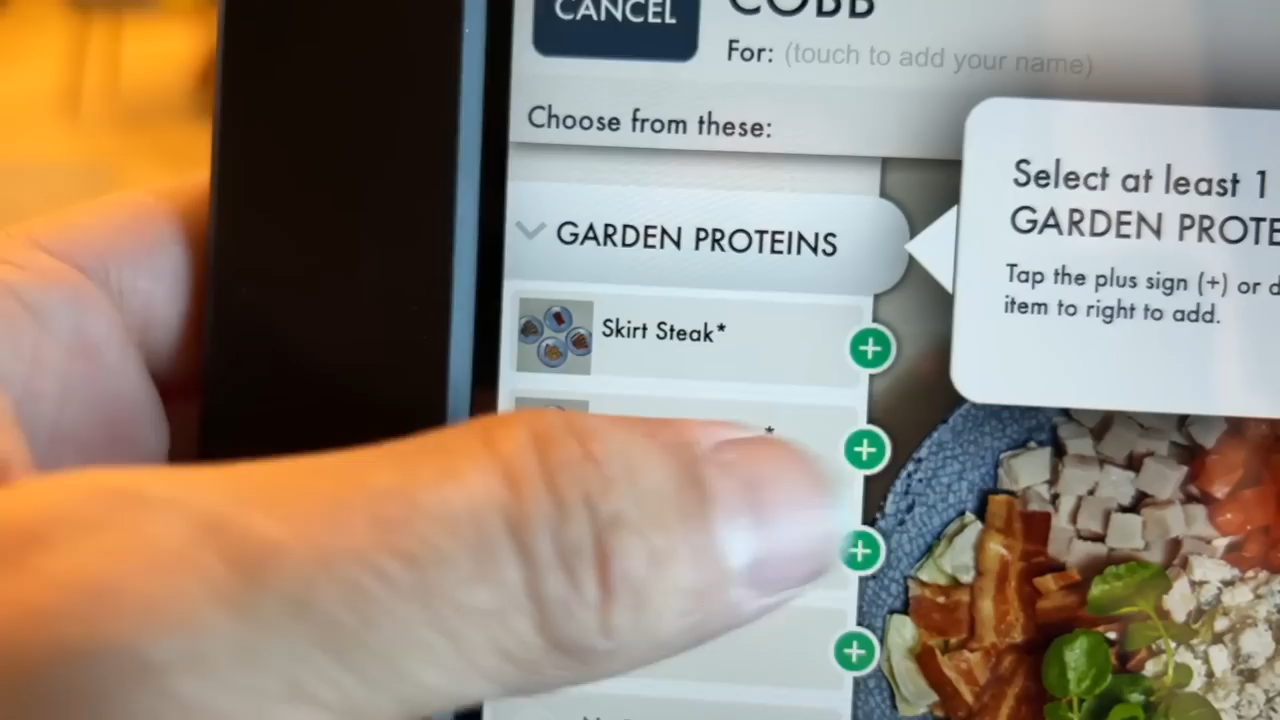 CANCEL
COBB
For: (touch to add your name)
Choose from these:
GARDEN PROTEINS
Select at least 1
GARDEN PROTE
Tap the plus sign (+) or d
item to right to add.
Skirt Steak*
*